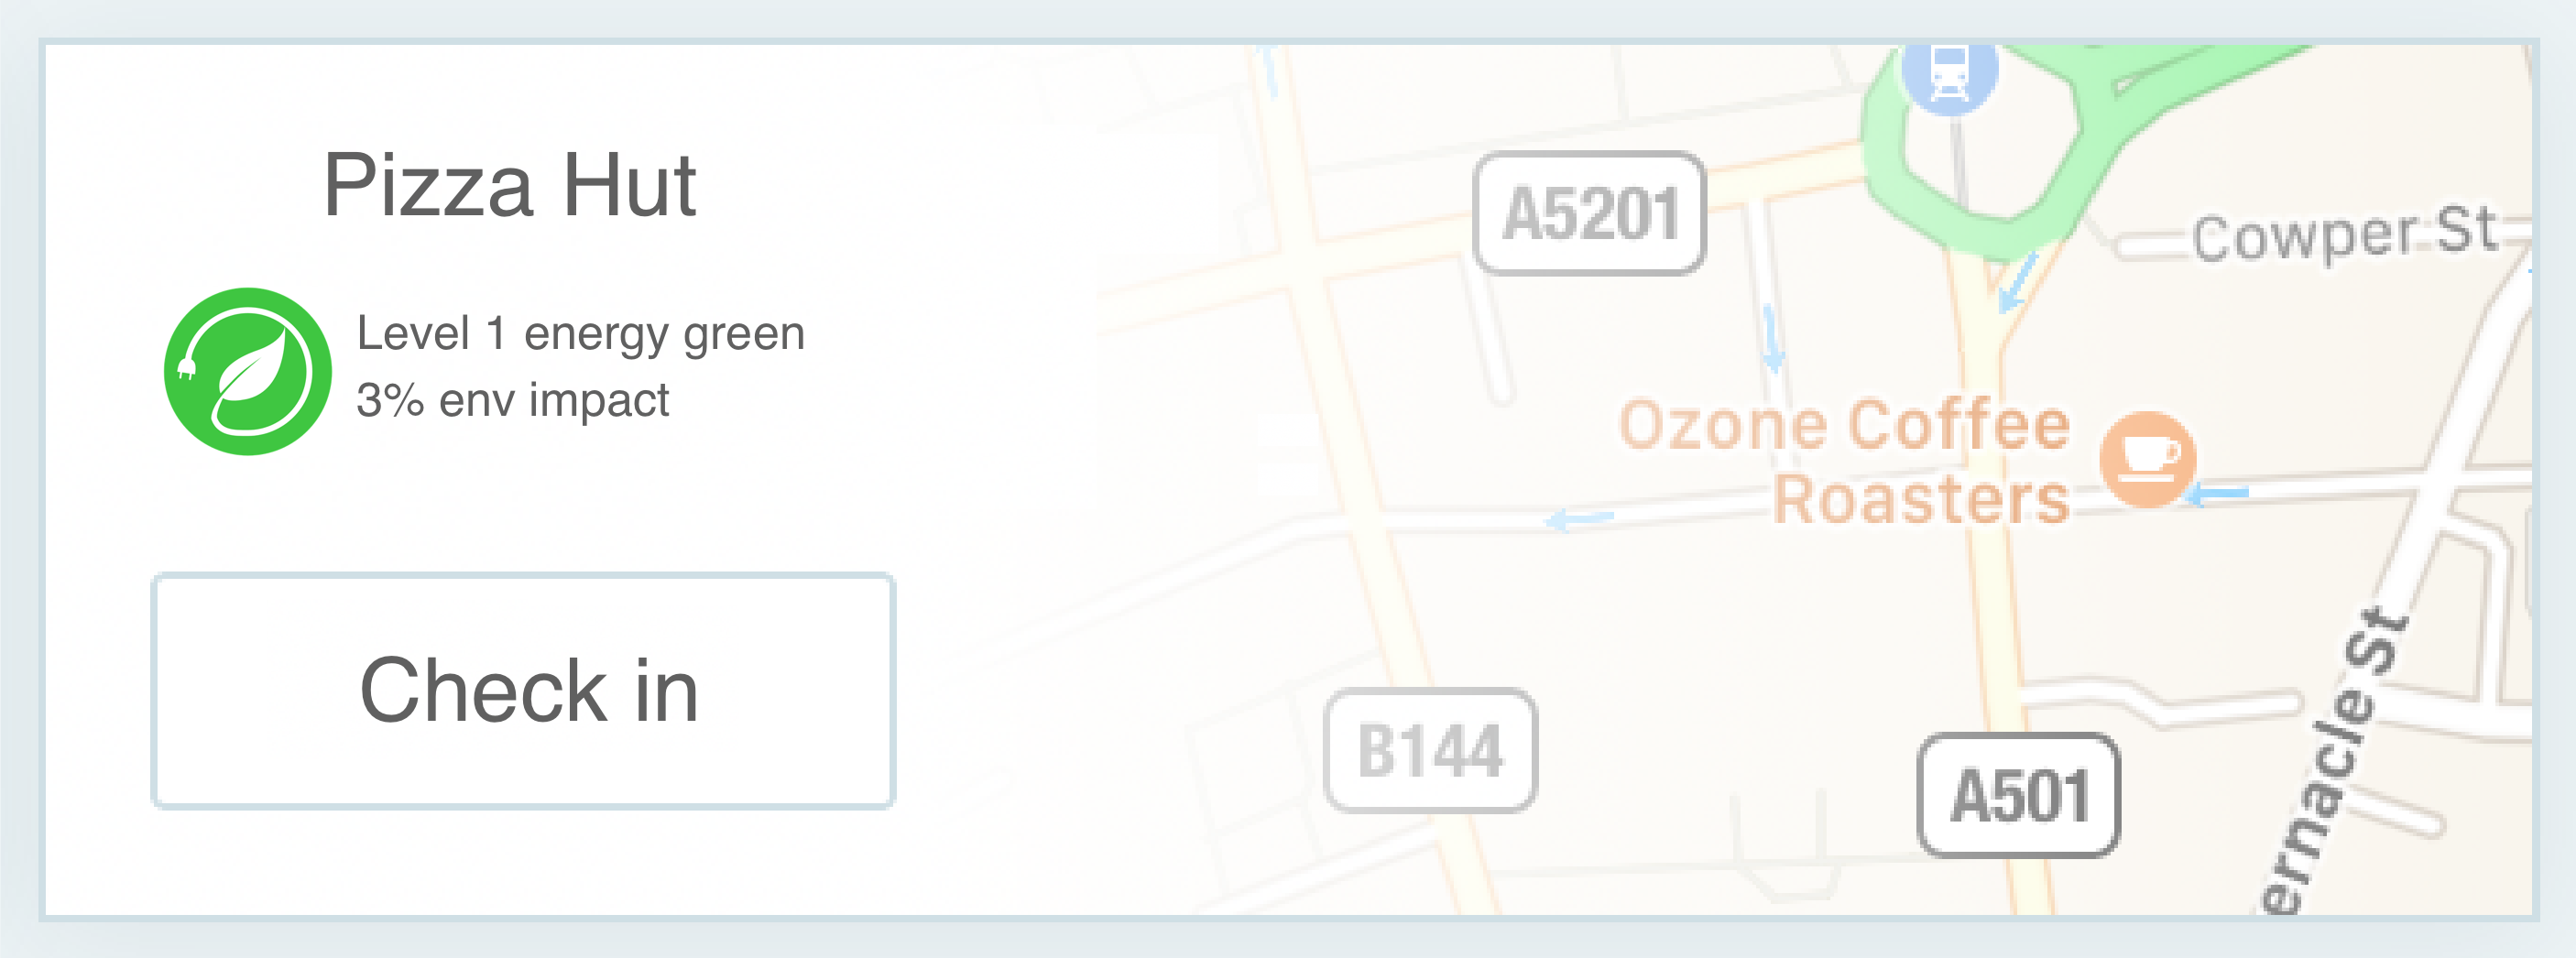 Pizza Hut
Level 1 energy green
3% env impact
Check in
A5201
Cowper St
Ozone Coffee
Roasters
B144
A501
ernacle St